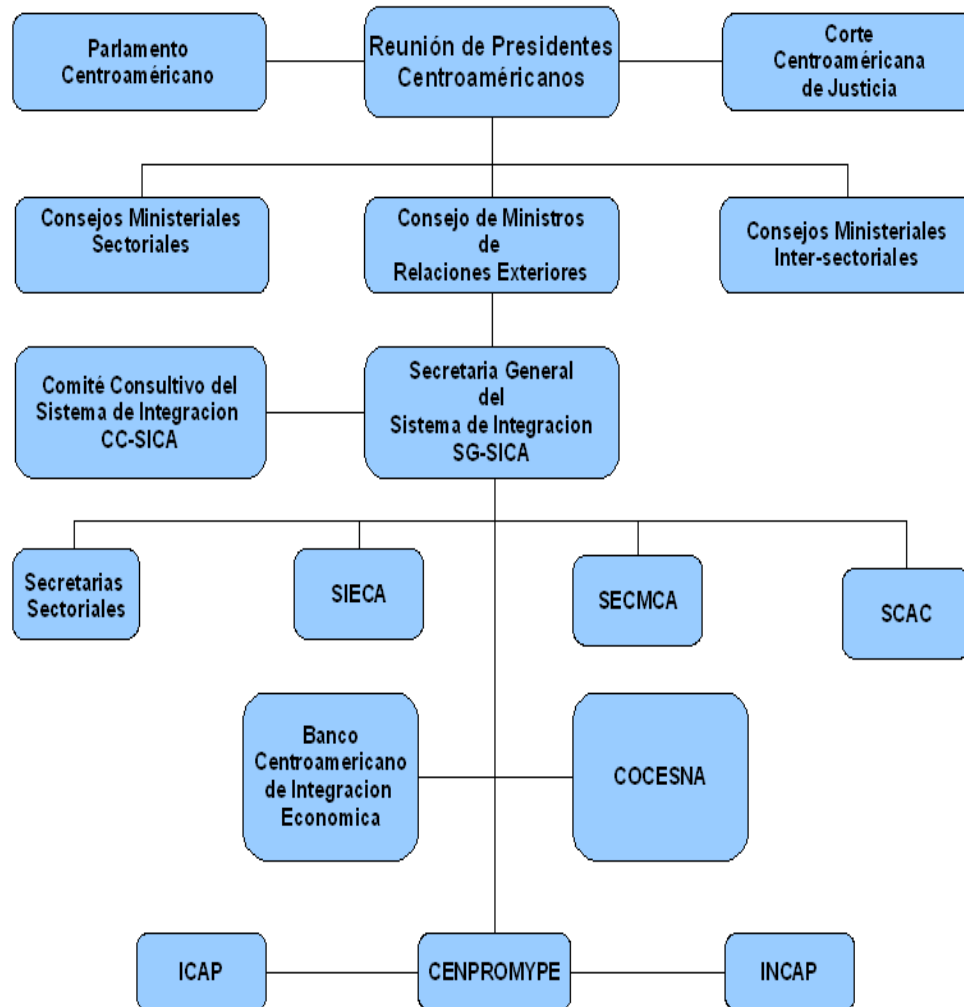 Parlamento
Centroaméricano
Reunión de Presidentes
Centroaméricanos
Corte
Centroaméricana
de Justicia
Consejos Ministeriales
Sectoriales
Consejo de Ministros
de
Relaciones Exteriores
Consejos Ministeriales
Inter-sectoriales
Comité Consultivo del
Sistema de Integracion
CC-SICA
Secretaria General
del
Sistema de Integracion
SG-SICA
Secretarias
Sectoriales
SIECA
SECMCA
SCAC
Banco
Centroamericano
de Integracion
Economica
COCESNA
ICAP
CENPROMYPE
INCAP